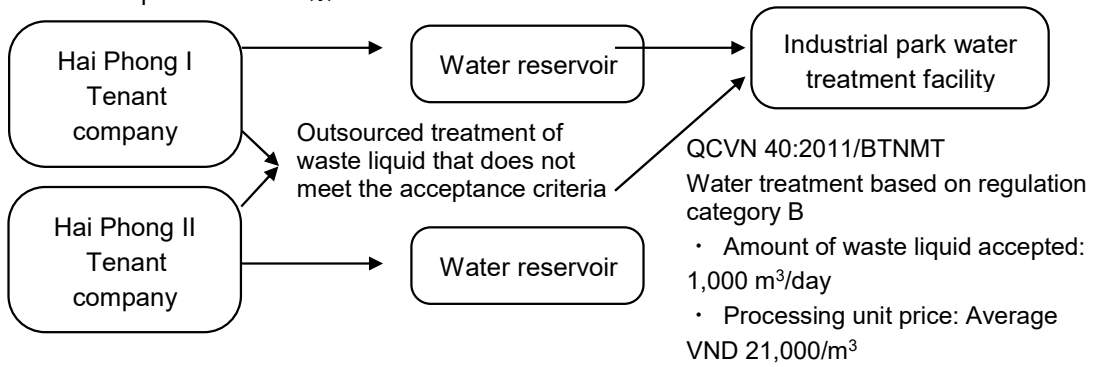 Hai Phong I
Tenant
company
Water reservoir
Industrial park water
treatment facility
Outsourced treatment of
waste liquid that does not
meet the acceptance criteria
Hai Phong II
Tenant
company
Water reservoir
QCVN 40:2011/BTNMT
Water treatment based on regulation
category B
・ Amount of waste liquid accepted:
1,000 m³/day
・ Processing unit price: Average
VND 21,000/m³